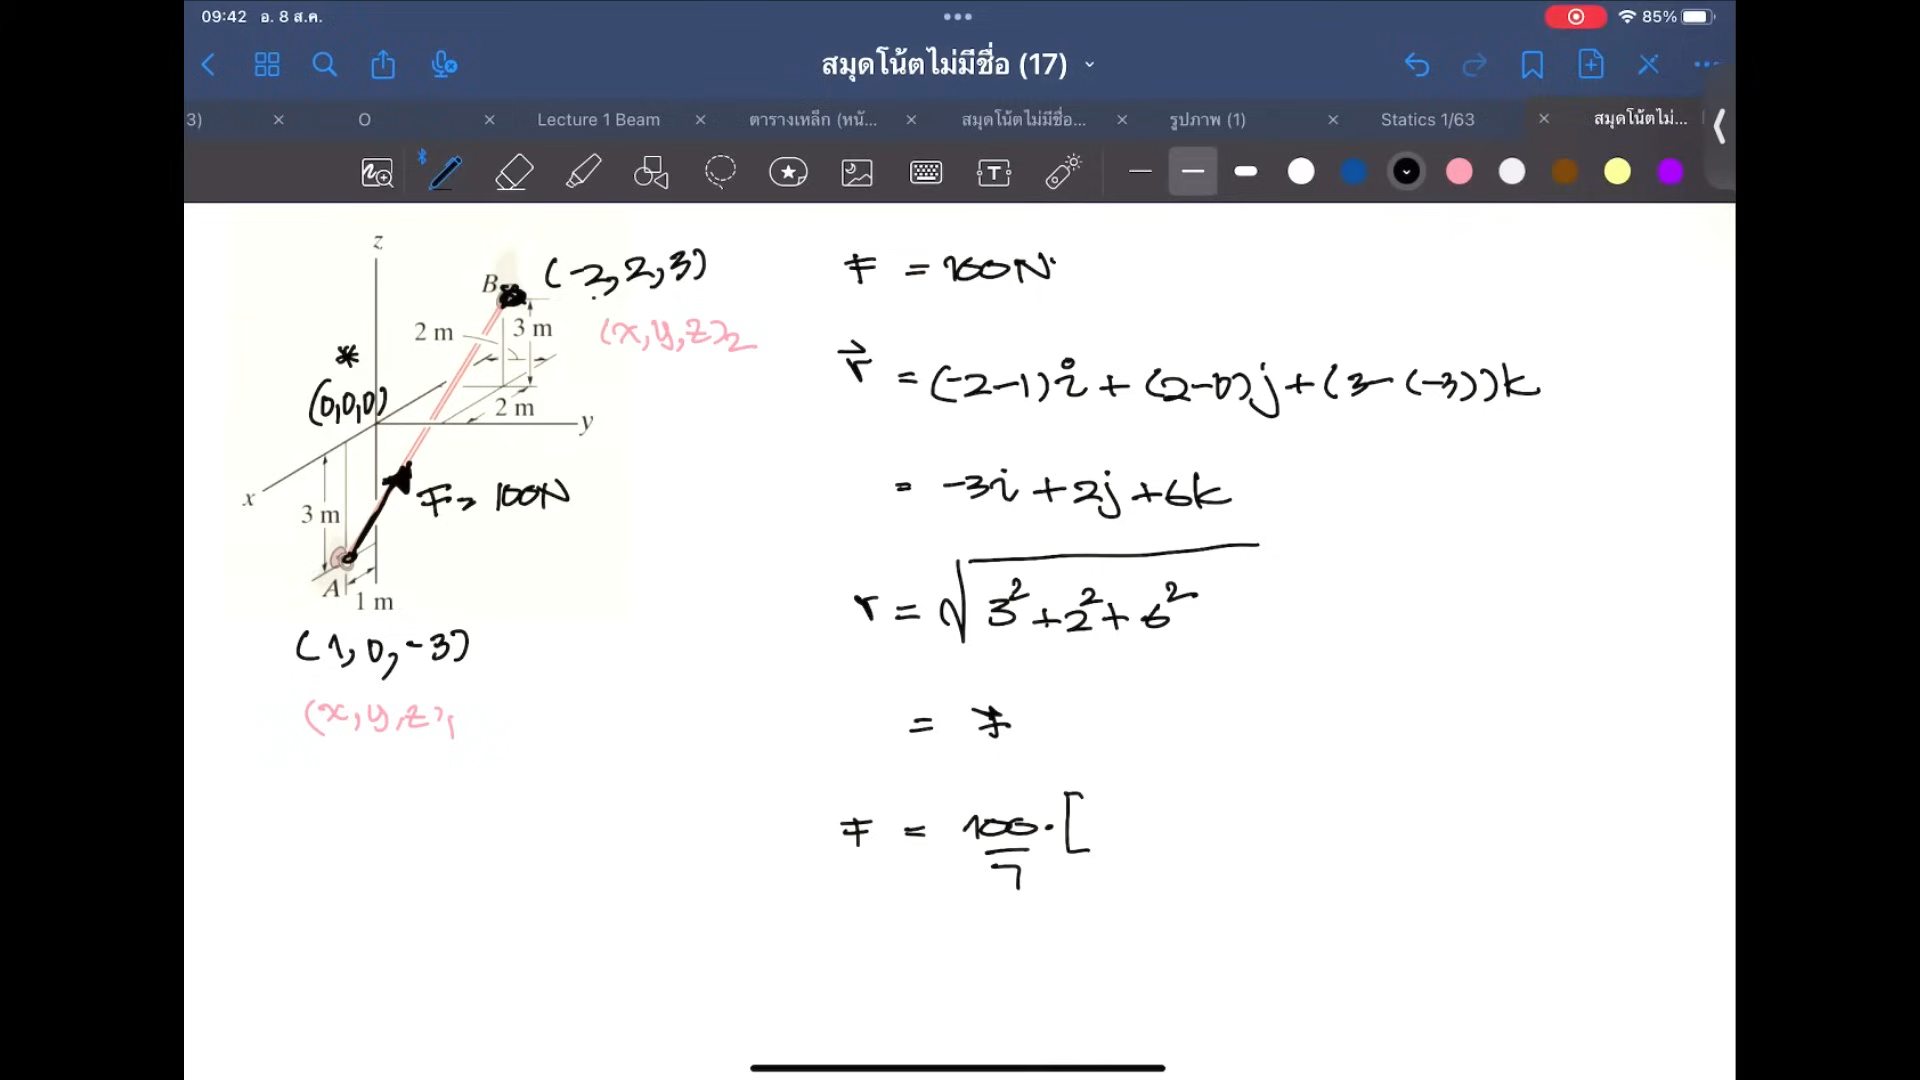 09:42 อ. 8 ส.ค.
85%
สมุดโน้ตไม่มีชื่อ (17)
3)
O
Lecture 1 Beam
ตารางเหล็ก (หนั...
สมุดโน้ตไม่มีชื่อ...
รูปภาพ (1)
Statics 1/63
สมุดโน้ตไม่...
z
B
(-2,2,3)
2 m
3 m
(x,y,z)2
*
(0,0,0)
2 m
y
x
3 m
F = 100N
A
1 m
(1,0,-3)
(x,y,z)1
F = 100N
r = (-2-1)i + (2-0)j + (3-(-3))k
= -3i + 2j + 6k
r = √3² + 2² + 6²
= 7
F = 100/7 · [